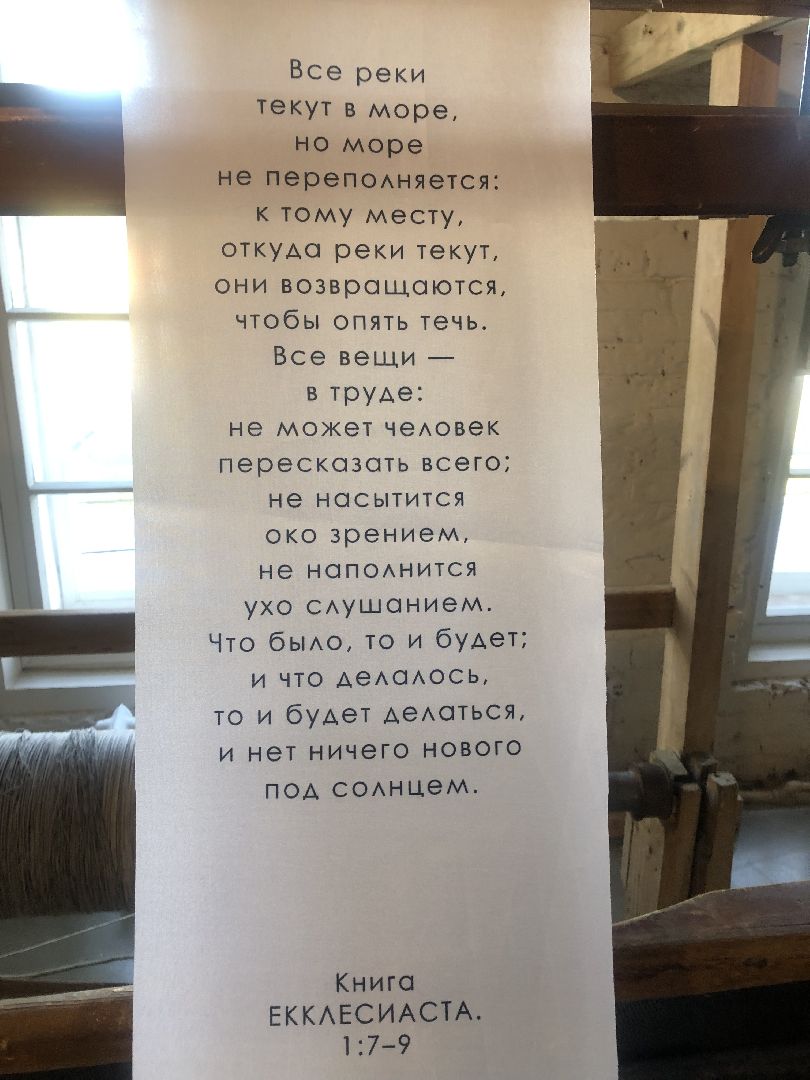 Все реки
текут в море,
но море
не переполняется:
к тому месту,
откуда реки текут,
они возвращаются,
чтобы опять течь.
Все вещи —
в труде:
не может человек
пересказать всего;
не насытится
око зрением,
не наполнится
ухо слушанием.
Что было, то и будет;
и что делалось,
то и будет делаться,
и нет ничего нового
под солнцем.
Книга
ЕККЛЕСИАСТА.
1:7–9